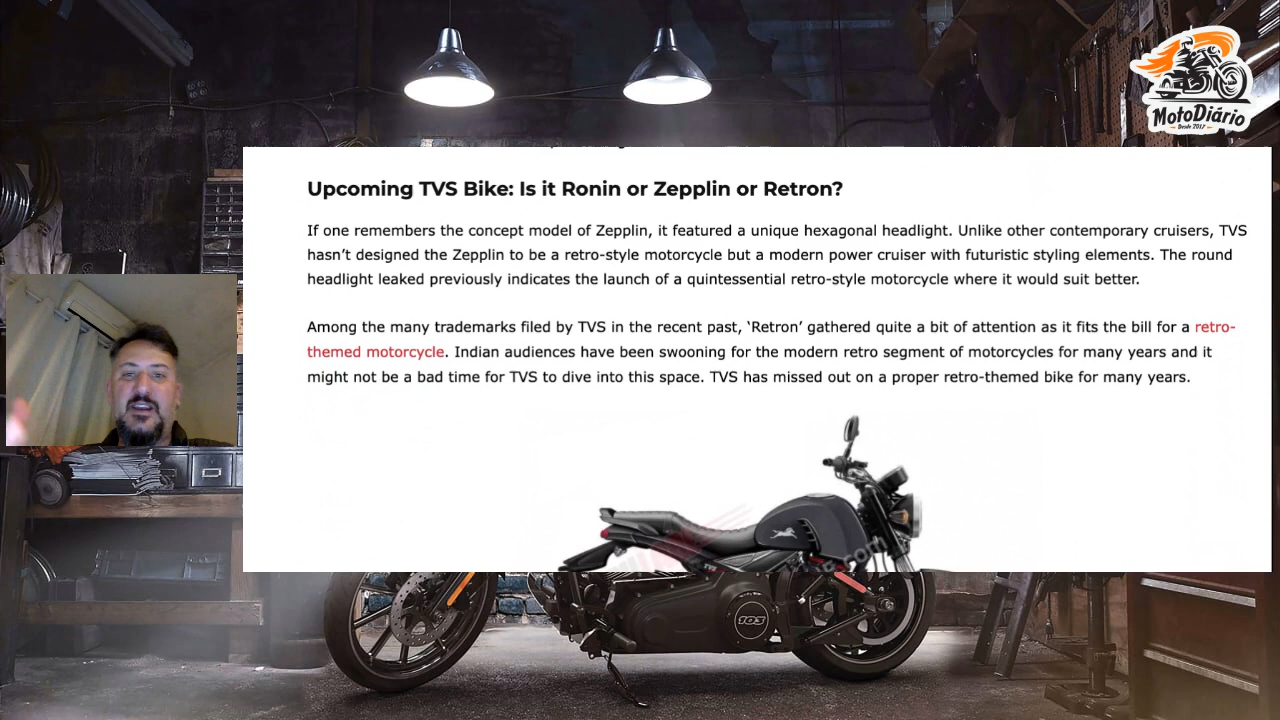 MotoDiário
Desde 2017
Upcoming TVS Bike: Is it Ronin or Zepplin or Retron?
If one remembers the concept model of Zepplin, it featured a unique hexagonal headlight. Unlike other contemporary cruisers, TVS
hasn’t designed the Zepplin to be a retro-style motorcycle but a modern power cruiser with futuristic styling elements. The round
headlight leaked previously indicates the launch of a quintessential retro-style motorcycle where it would suit better.
Among the many trademarks filed by TVS in the recent past, ‘Retron’ gathered quite a bit of attention as it fits the bill for a retro-
themed motorcycle. Indian audiences have been swooning for the modern retro segment of motorcycles for many years and it
might not be a bad time for TVS to dive into this space. TVS has missed out on a proper retro-themed bike for many years.
103